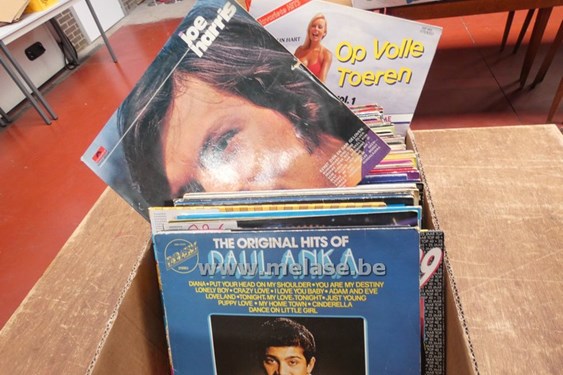 joe
harris
Op Volle
Toeren
vol. 1
THE ORIGINAL HITS OF
PAUL ANKA
www.melase.be
DIANA • PUT YOUR HEAD ON MY SHOULDER • YOU ARE MY DESTINY
LONELY BOY • CRAZY LOVE • I LOVE YOU BABY • ADAM AND EVE
LOVELAND • TONIGHT, MY LOVE, TONIGHT • JUST YOUNG
PUPPY LOVE • MY HOME TOWN • CINDERELLA
DANCE ON LITTLE GIRL
9